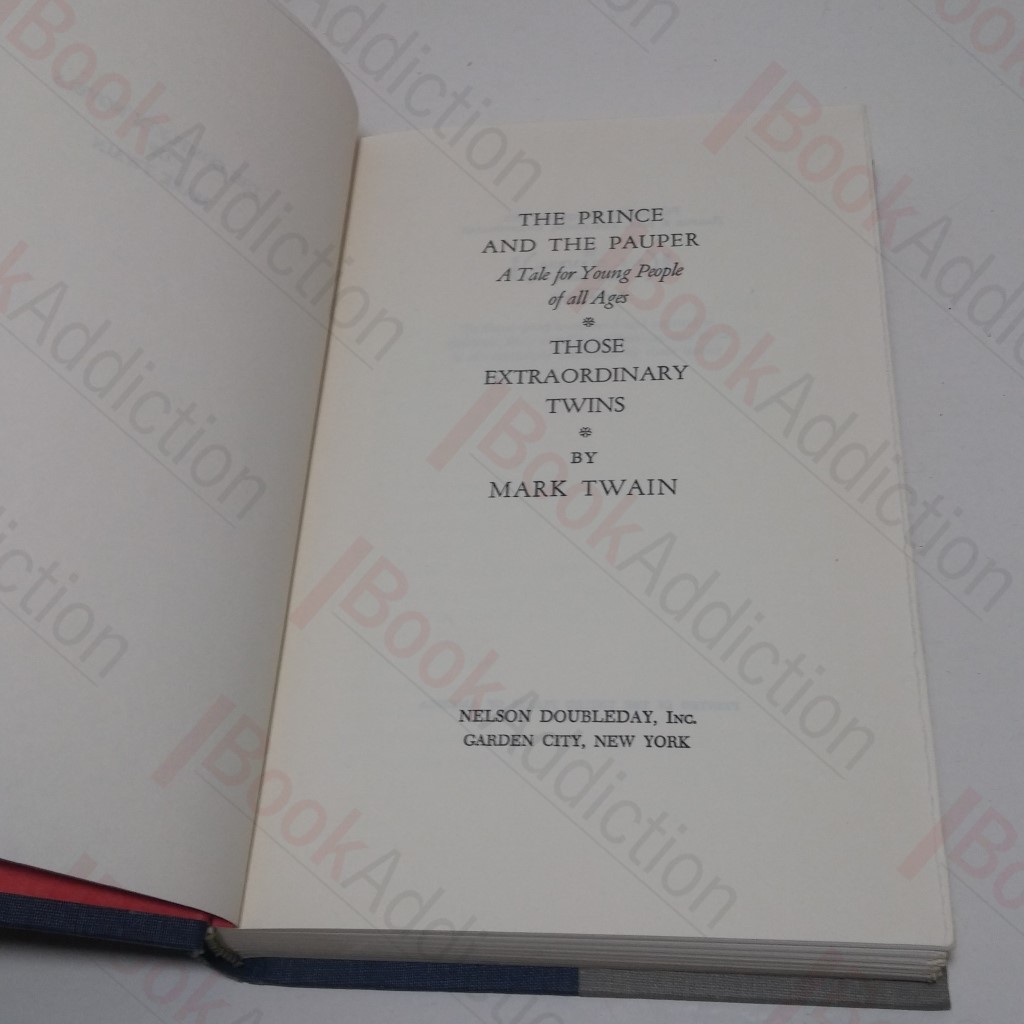 THE PRINCE
AND THE PAUPER
A Tale for Young People
of all Ages
THOSE
EXTRAORDINARY
TWINS
BY
MARK TWAIN
NELSON DOUBLEDAY, Inc.
GARDEN CITY, NEW YORK
BookAddiction